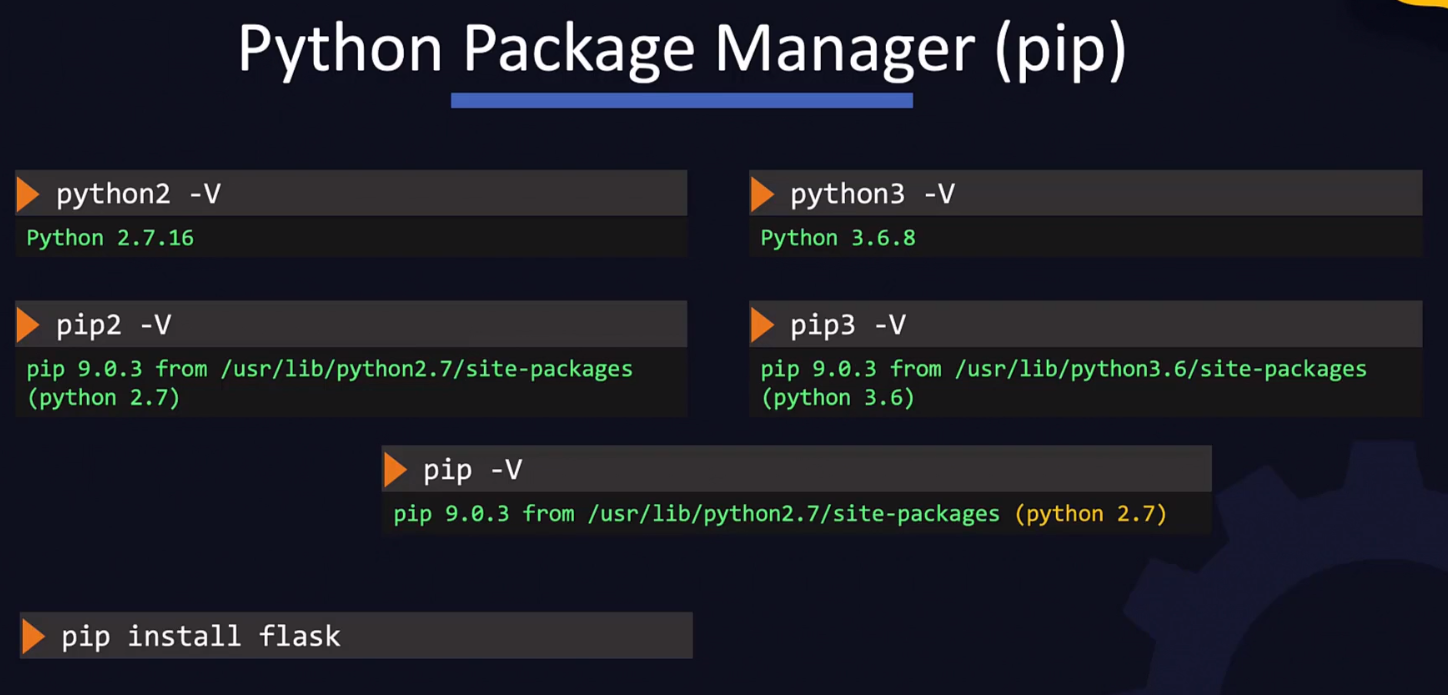 Python Package Manager (pip)
python2 -V
Python 2.7.16
python3 -V
Python 3.6.8
pip2 -V
pip 9.0.3 from /usr/lib/python2.7/site-packages
(python 2.7)
pip3 -V
pip 9.0.3 from /usr/lib/python3.6/site-packages
(python 3.6)
pip -V
pip 9.0.3 from /usr/lib/python2.7/site-packages (python 2.7)
pip install flask